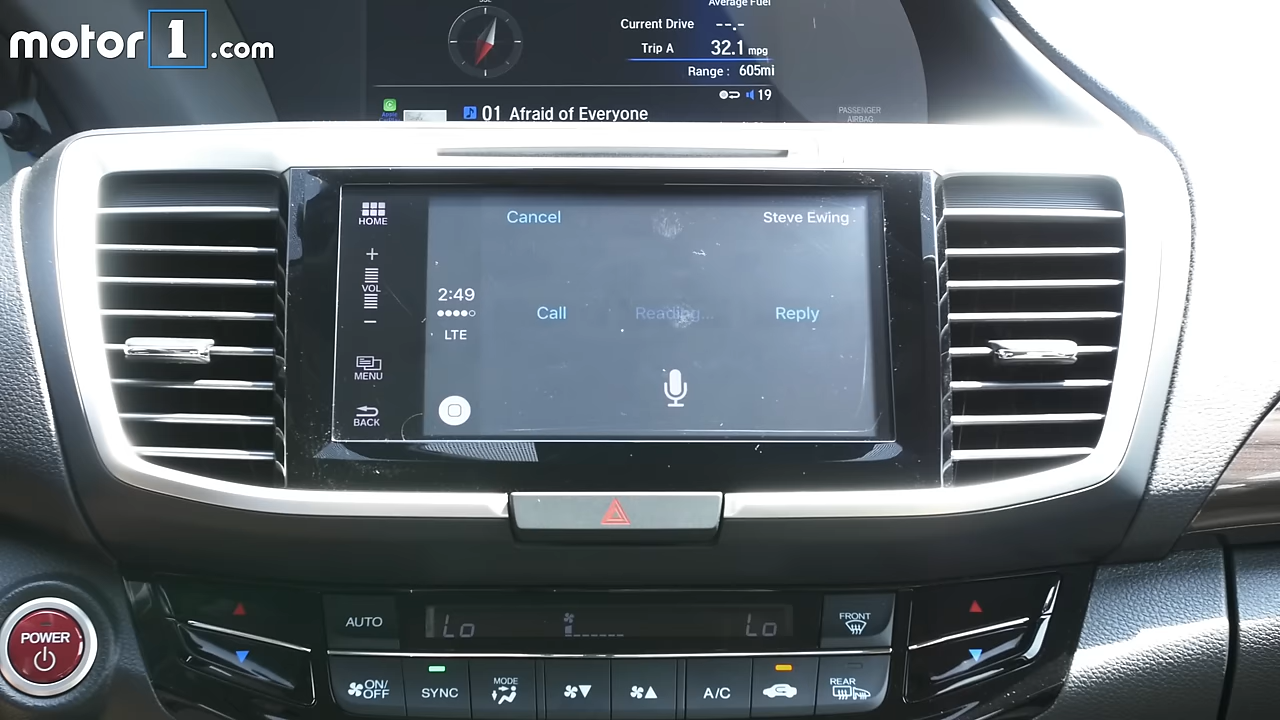 motor1.com
Average Fuel
Current Drive --.-
Trip A 32.1 mpg
Range : 605mi
19
01 Afraid of Everyone
PASSENGER
AIRBAG
HOME
+
VOL
-
MENU
BACK
Cancel
Steve Ewing
2:49
LTE
Call
Reading...
Reply
POWER
AUTO
Lo
Lo
FRONT
ON/
OFF
SYNC
MODE
A/C
REAR